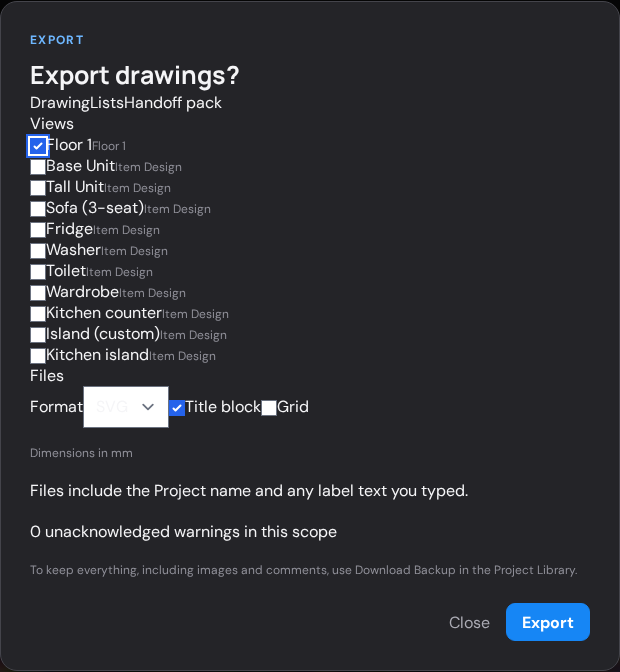 EXPORT
Export drawings?
DrawingListsHandoff pack
Views
Floor 1Floor 1
Base UnitItem Design
Tall UnitItem Design
Sofa (3-seat)Item Design
FridgeItem Design
WasherItem Design
ToiletItem Design
WardrobeItem Design
Kitchen counterItem Design
Island (custom)Item Design
Kitchen islandItem Design
Files
Format SVG Title block Grid
Dimensions in mm
Files include the Project name and any label text you typed.
0 unacknowledged warnings in this scope
To keep everything, including images and comments, use Download Backup in the Project Library.
Close Export